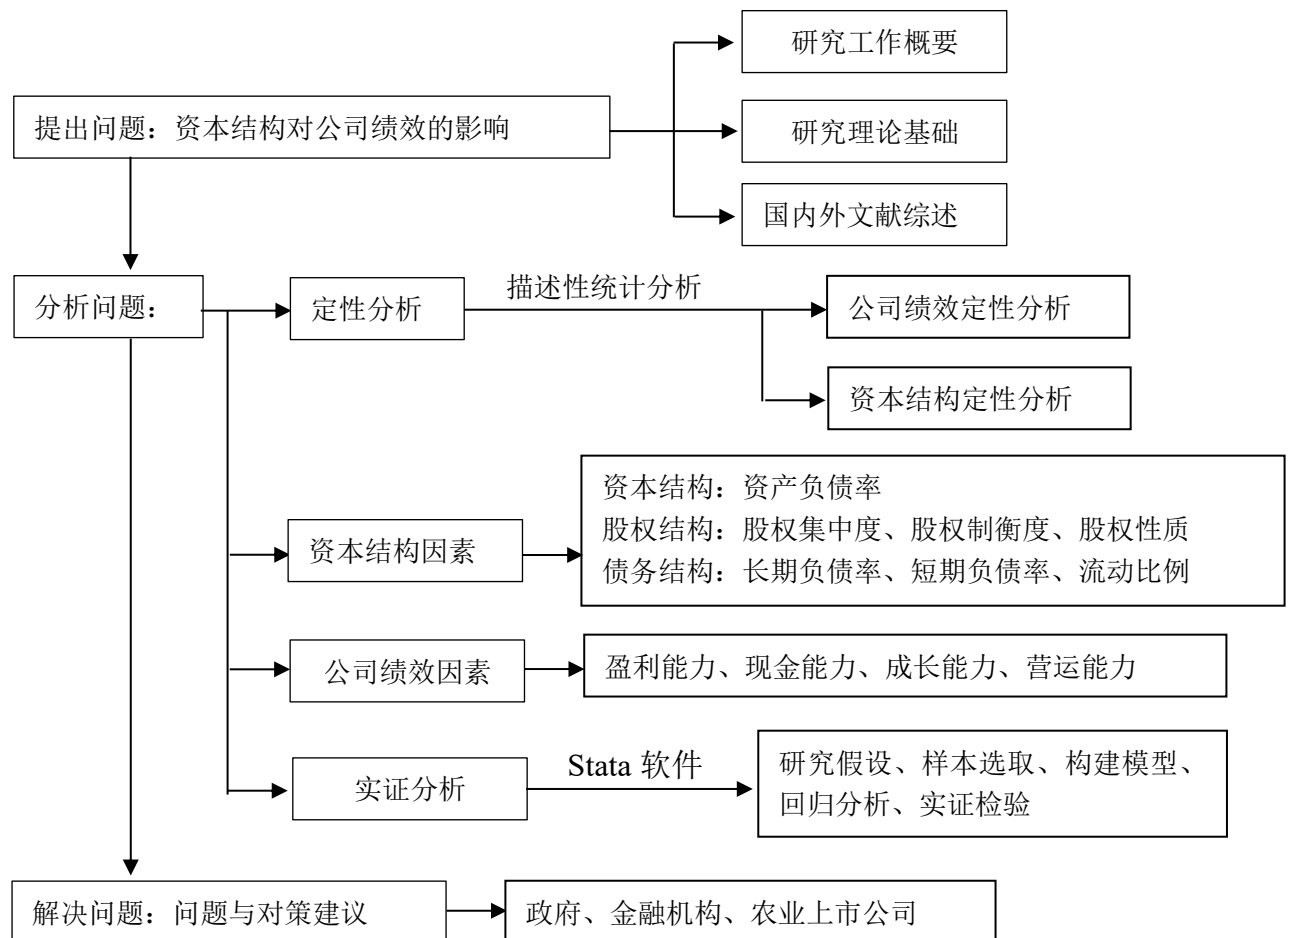 研究工作概要
提出问题：资本结构对公司绩效的影响
研究理论基础
国内外文献综述
分析问题：
定性分析
描述性统计分析
公司绩效定性分析
资本结构定性分析
资本结构因素
资本结构：资产负债率
股权结构：股权集中度、股权制衡度、股权性质
债务结构：长期负债率、短期负债率、流动比例
公司绩效因素
盈利能力、现金能力、成长能力、营运能力
实证分析
Stata 软件
研究假设、样本选取、构建模型、
回归分析、实证检验
解决问题：问题与对策建议
政府、金融机构、农业上市公司